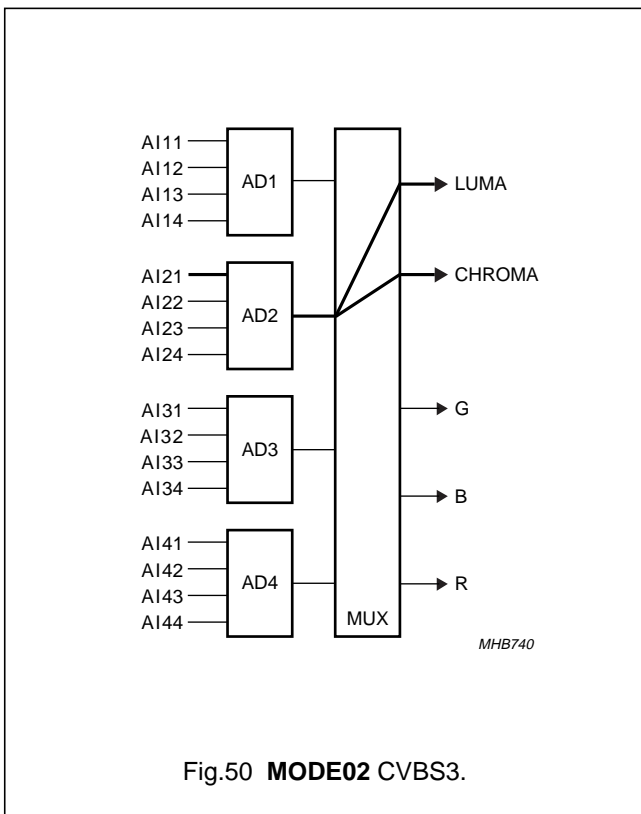 AI11
AI12
AI13
AI14
AD1
AI21
AI22
AI23
AI24
AD2
AI31
AI32
AI33
AI34
AD3
AI41
AI42
AI43
AI44
AD4
MUX
LUMA
CHROMA
G
B
R
MHB740
Fig.50 MODE02 CVBS3.